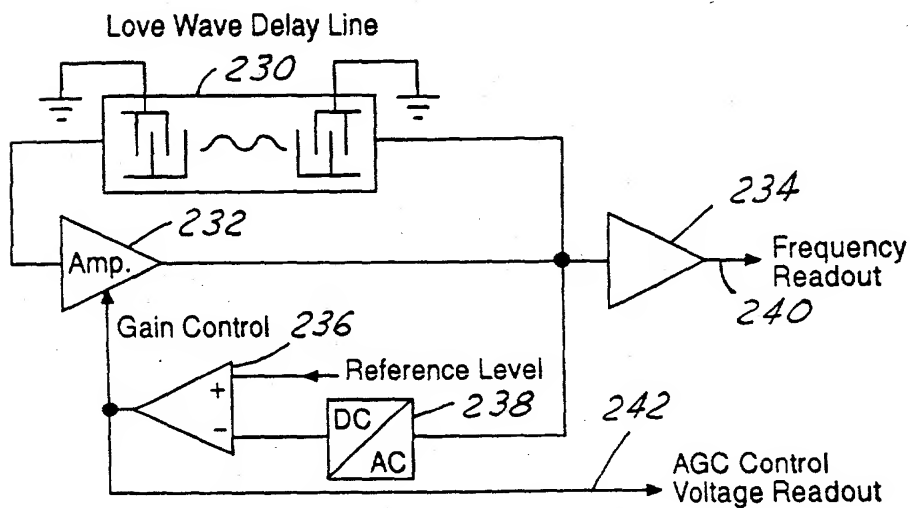 Love Wave Delay Line
230
232
234
Amp.
Frequency
Readout
240
Gain Control
236
+
Reference Level
-
DC
AC
238
242
AGC Control
Voltage Readout